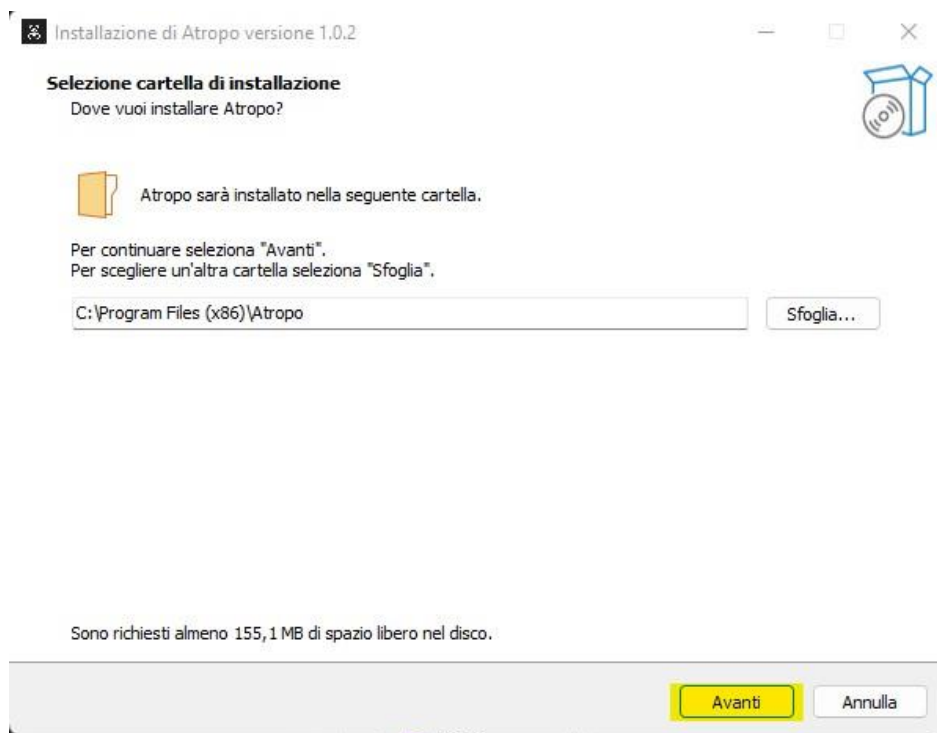 Installazione di Atropo versione 1.0.2
Selezione cartella di installazione
Dove vuoi installare Atropo?
Atropo sarà installato nella seguente cartella.
Per continuare seleziona "Avanti".
Per scegliere un'altra cartella seleziona "Sfoglia".
C:\Program Files (x86)\Atropo
Sfoglia...
Sono richiesti almeno 155,1 MB di spazio libero nel disco.
Avanti
Annulla